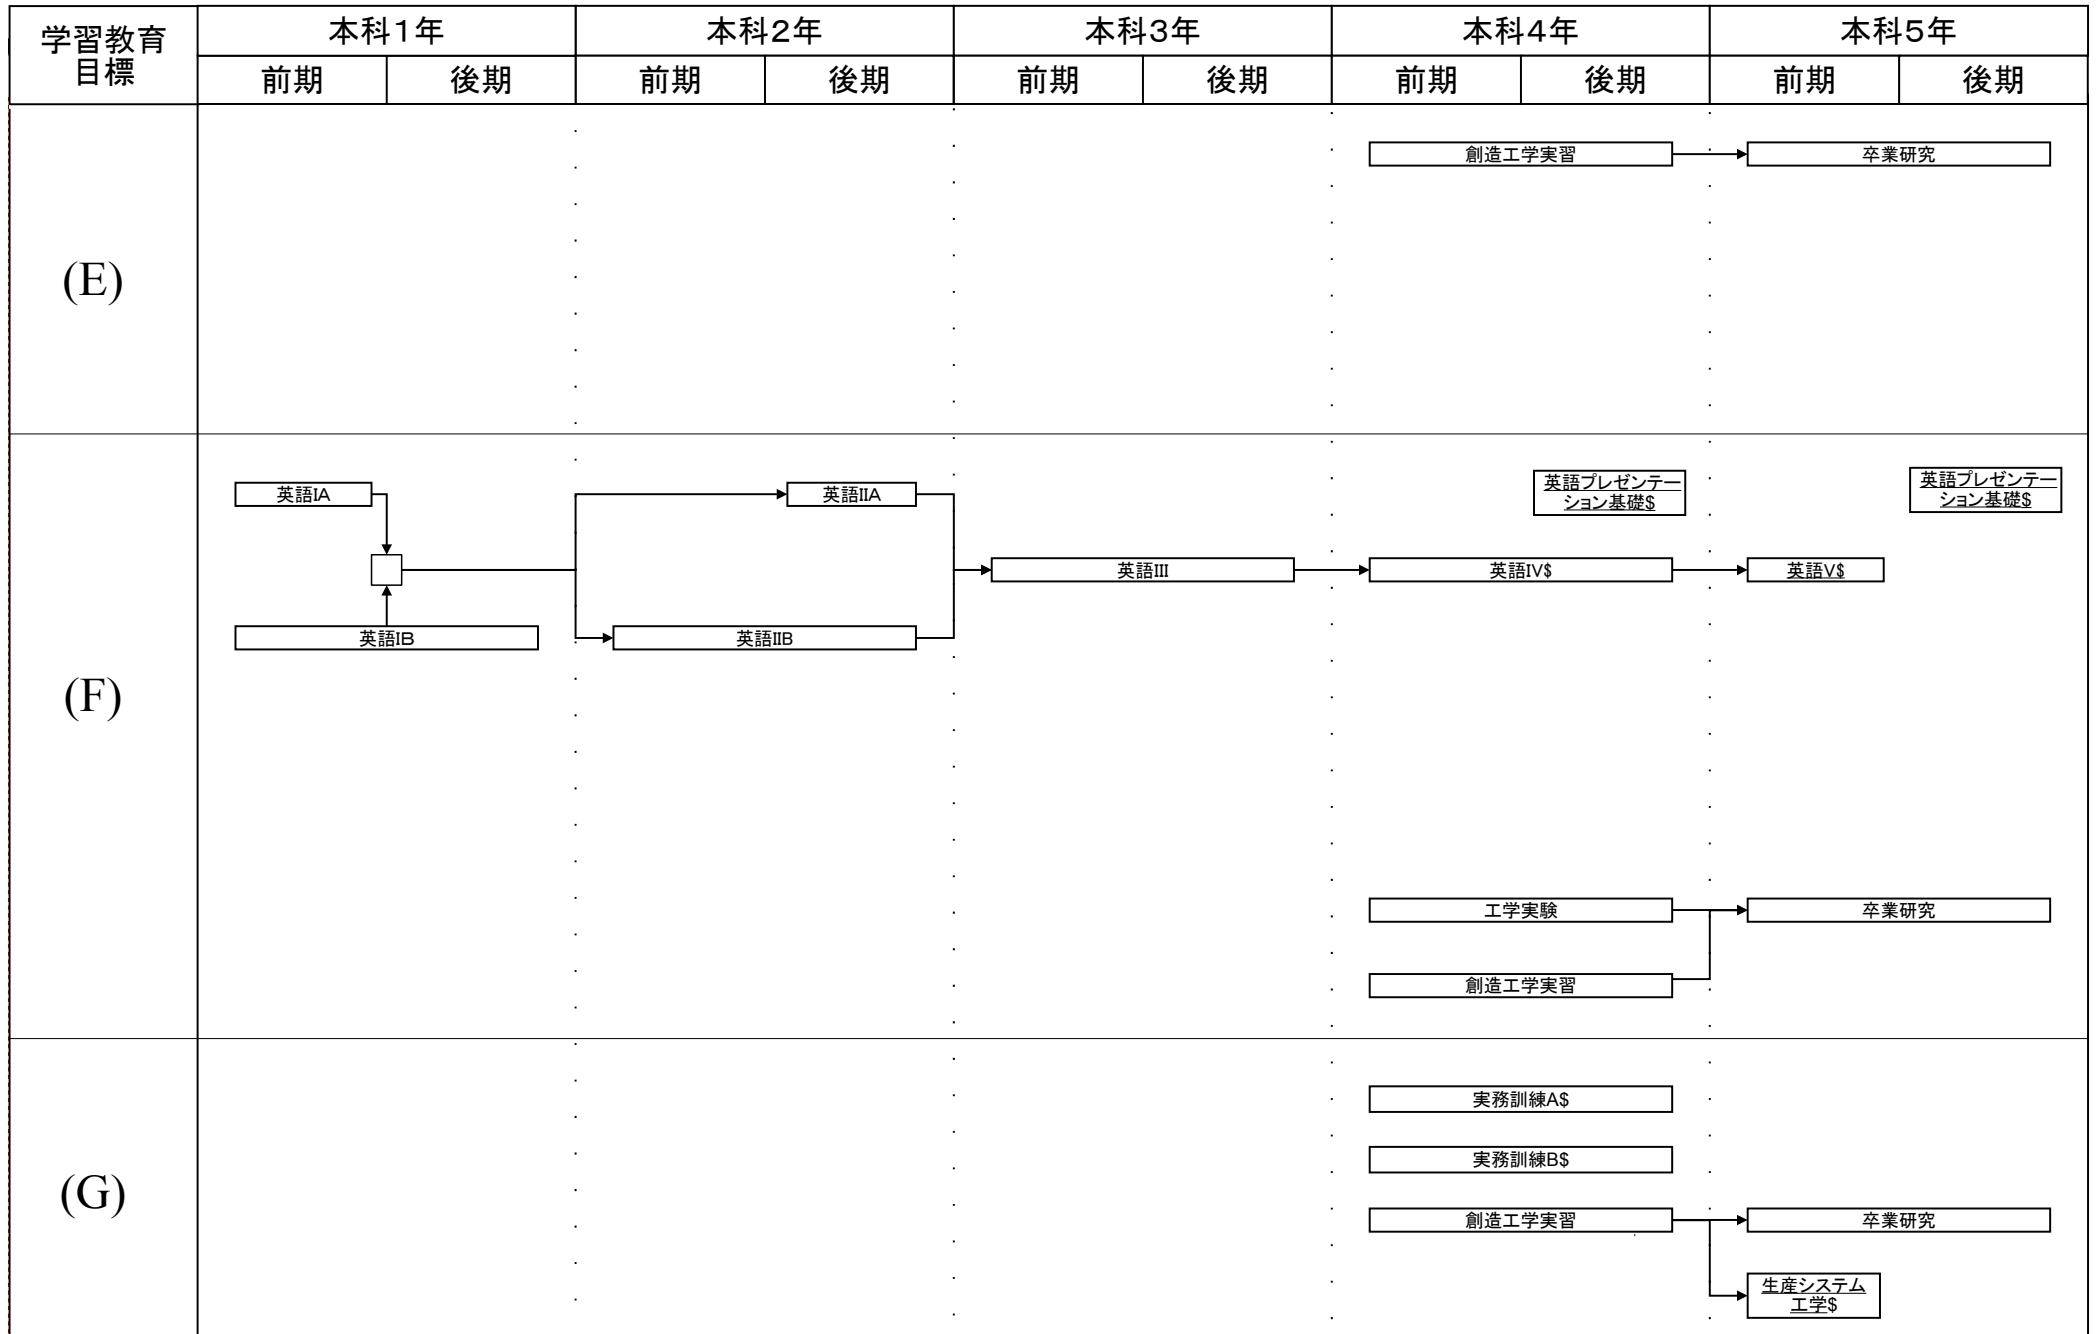 学習教育
目標
本科1年
本科2年
本科3年
本科4年
本科5年
前期
後期
前期
後期
前期
後期
前期
後期
前期
後期
(E)
創造工学実習
卒業研究
(F)
英語IA
英語IIA
英語プレゼンテー
ション基礎$
英語プレゼンテー
ション基礎$
英語III
英語IV$
英語V$
英語IB
英語IIB
工学実験
卒業研究
創造工学実習
(G)
実務訓練A$
実務訓練B$
創造工学実習
卒業研究
生産システム
工学$